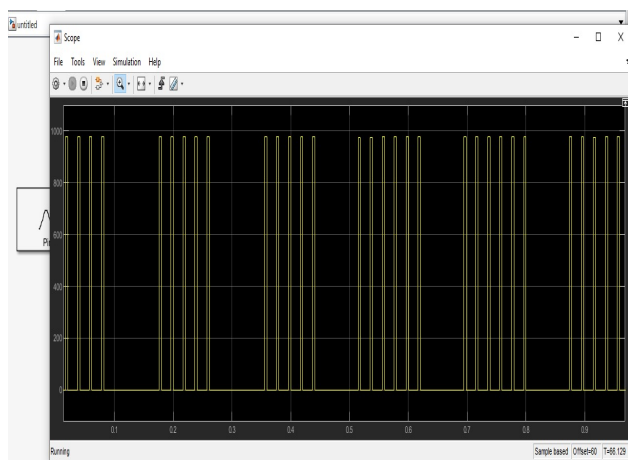 untitled
Scope
File Tools View Simulation Help
1000
800
600
400
200
0
0.1 0.2 0.3 0.4 0.5 0.6 0.7 0.8 0.9
Running
Sample based Offset=60 T=66.129